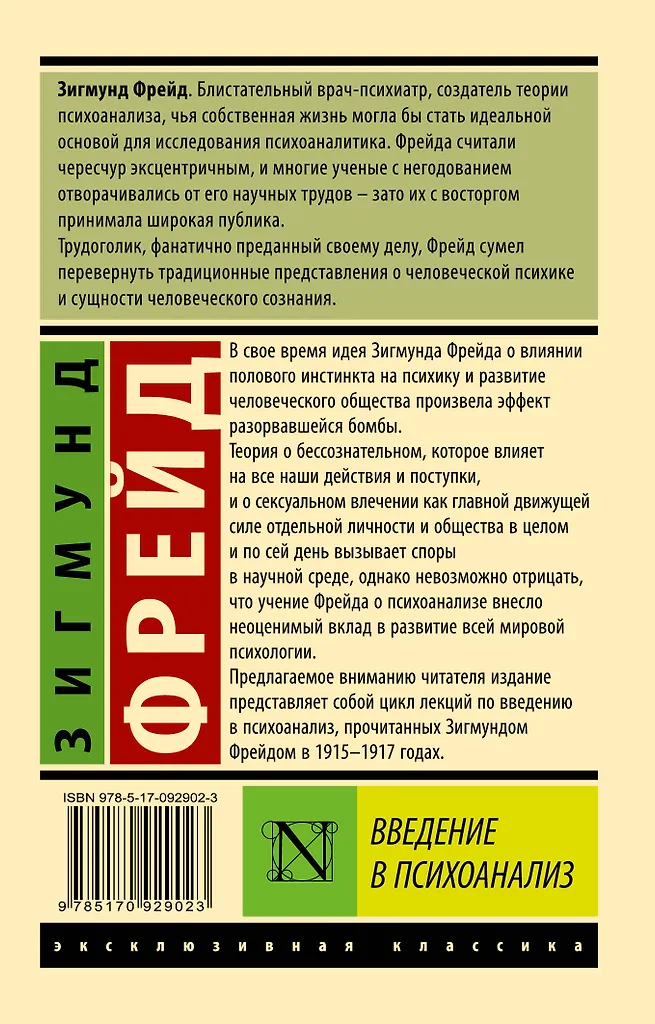 Зигмунд Фрейд. Блистательный врач-психиатр, создатель теории
психоанализа, чья собственная жизнь могла бы стать идеальной
основой для исследования психоаналитика. Фрейда считали
чересчур эксцентричным, и многие ученые с негодованием
отворачивались от его научных трудов – зато их с восторгом
принимала широкая публика.
Трудоголик, фанатично преданный своему делу, Фрейд сумел
перевернуть традиционные представления о человеческой психике
и сущности человеческого сознания.
ЗИГМУНД
ФРЕЙД
В свое время идея Зигмунда Фрейда о влиянии
полового инстинкта на психику и развитие
человеческого общества произвела эффект
разорвавшейся бомбы.
Теория о бессознательном, которое влияет
на все наши действия и поступки,
и о сексуальном влечении как главной движущей
силе отдельной личности и общества в целом
и по сей день вызывает споры
в научной среде, однако невозможно отрицать,
что учение Фрейда о психоанализе внесло
неоценимый вклад в развитие всей мировой
психологии.
Предлагаемое вниманию читателя издание
представляет собой цикл лекций по введению
в психоанализ, прочитанных Зигмундом
Фрейдом в 1915–1917 годах.
ISBN 978-5-17-092902-3
9 785170 929023
N
ВВЕДЕНИЕ
В ПСИХОАНАЛИЗ
эксклюзивная классика